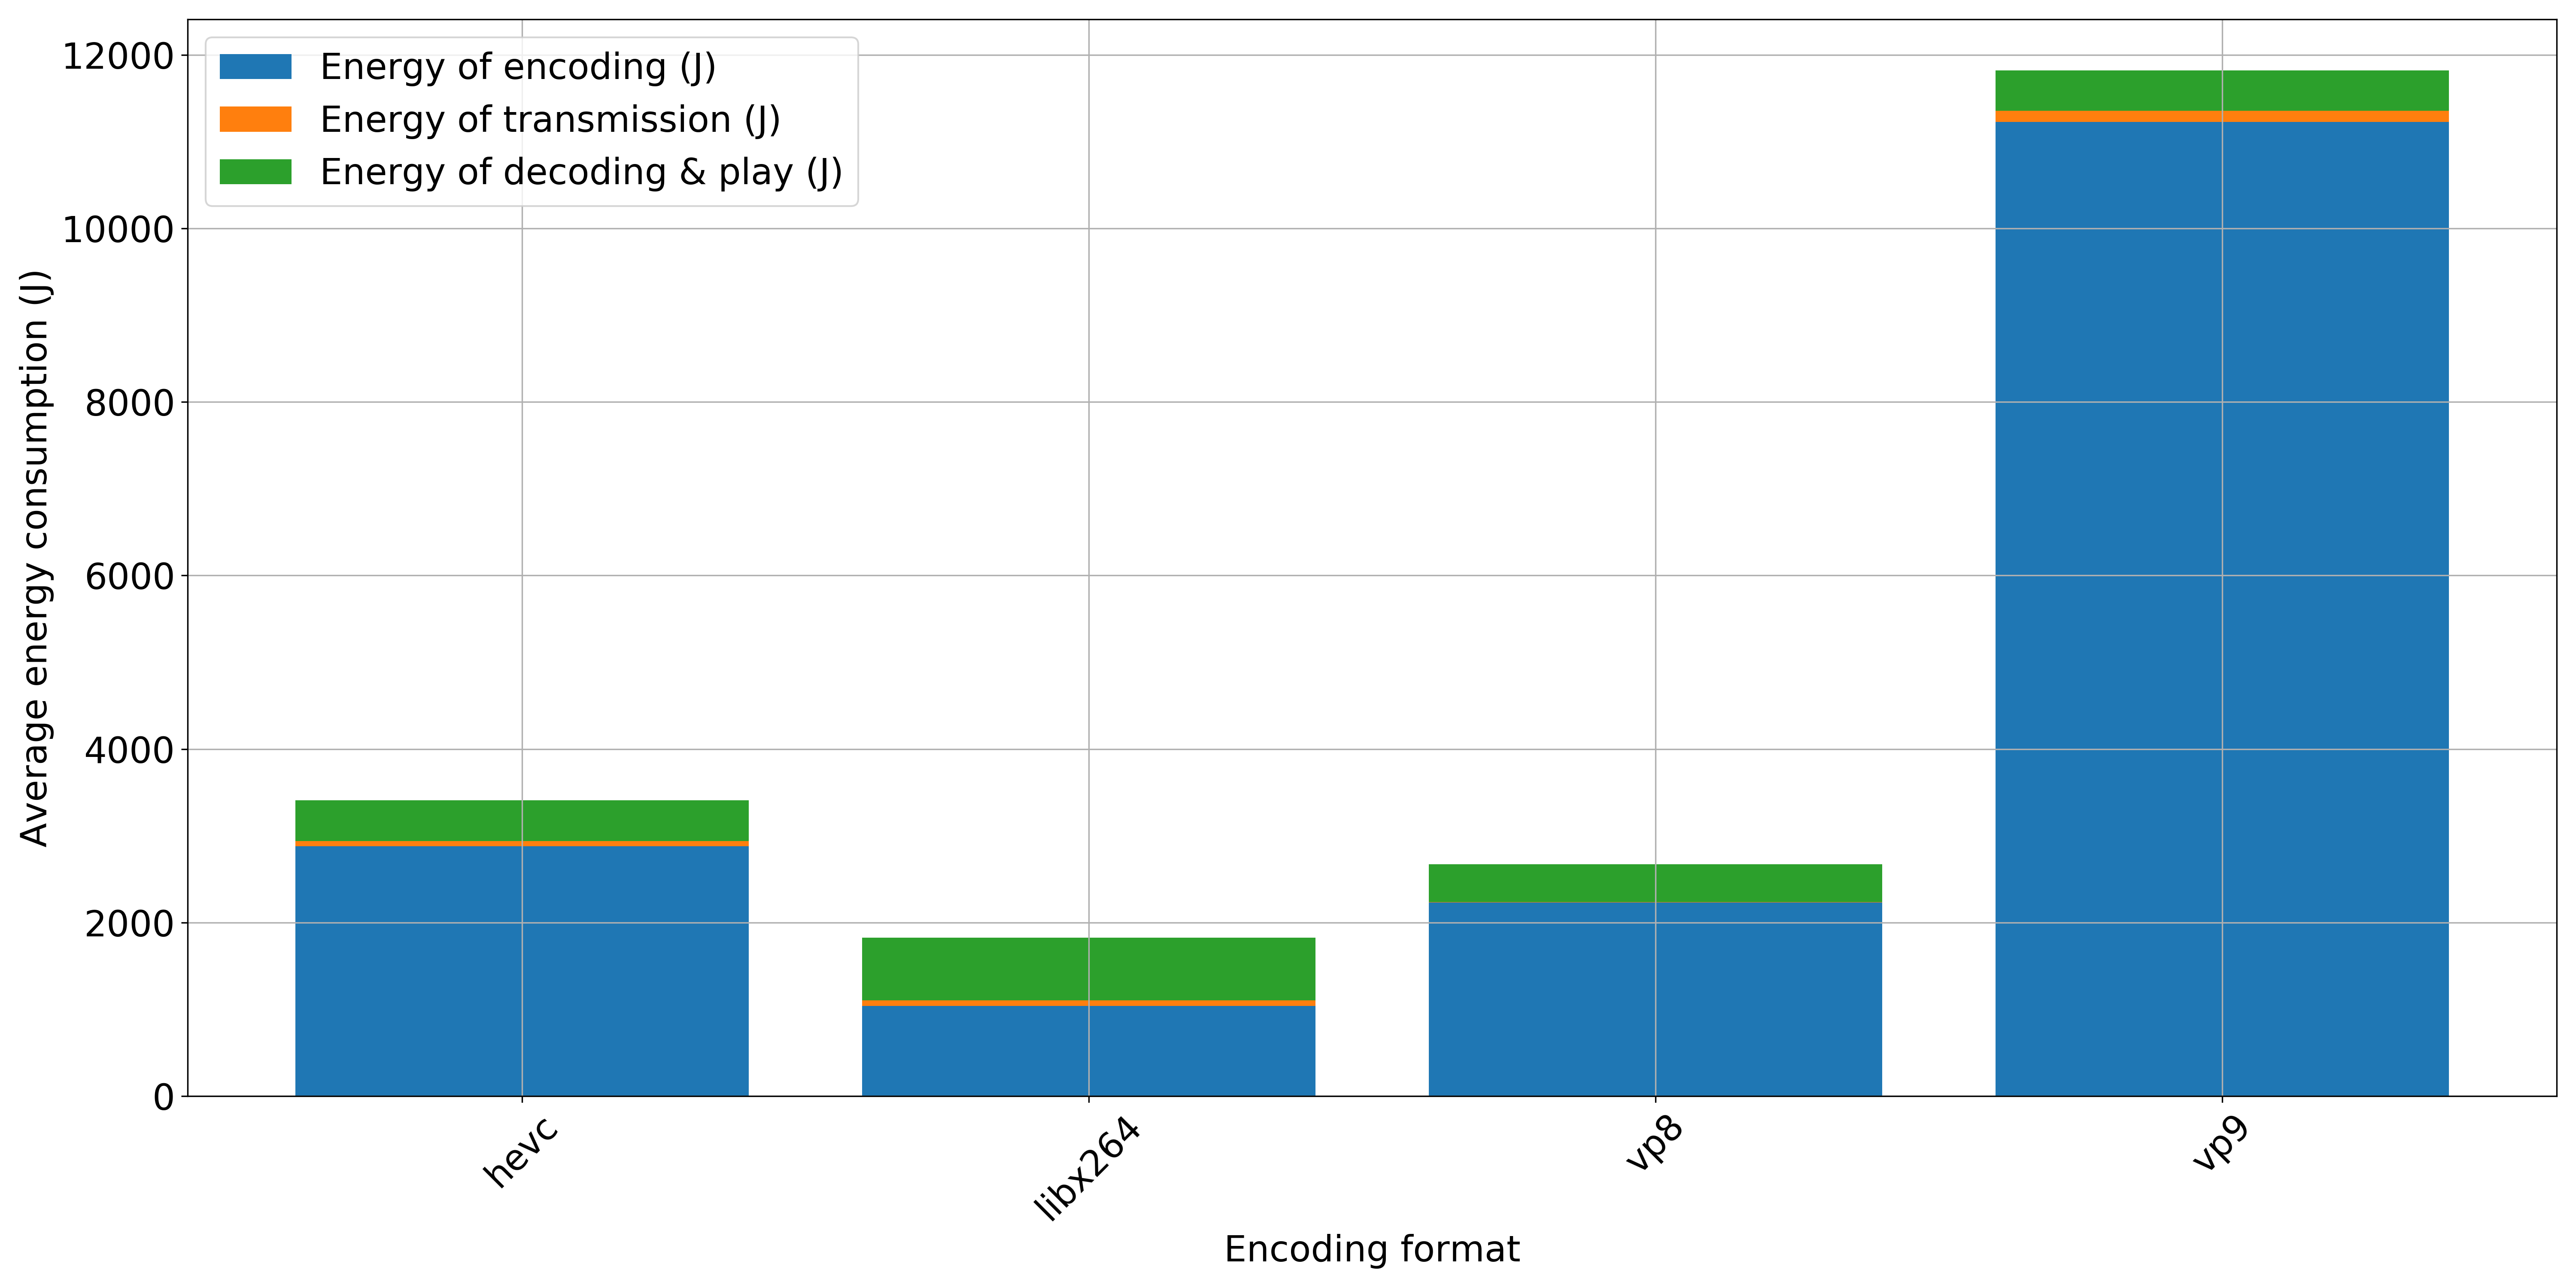 Energy of encoding (J)
Energy of transmission (J)
Energy of decoding & play (J)
Average energy consumption (J)
12000
10000
8000
6000
4000
2000
0
hevc
libx264
vp8
vp9
Encoding format